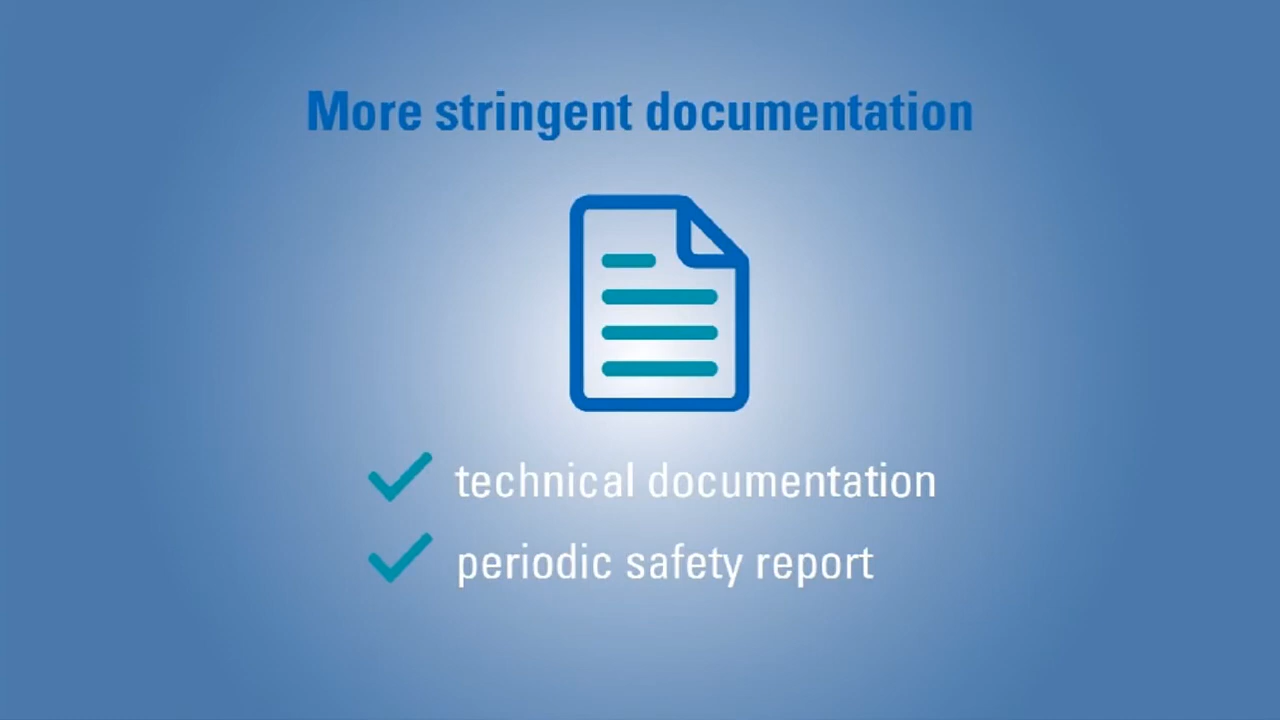 More stringent documentation
technical documentation
periodic safety report